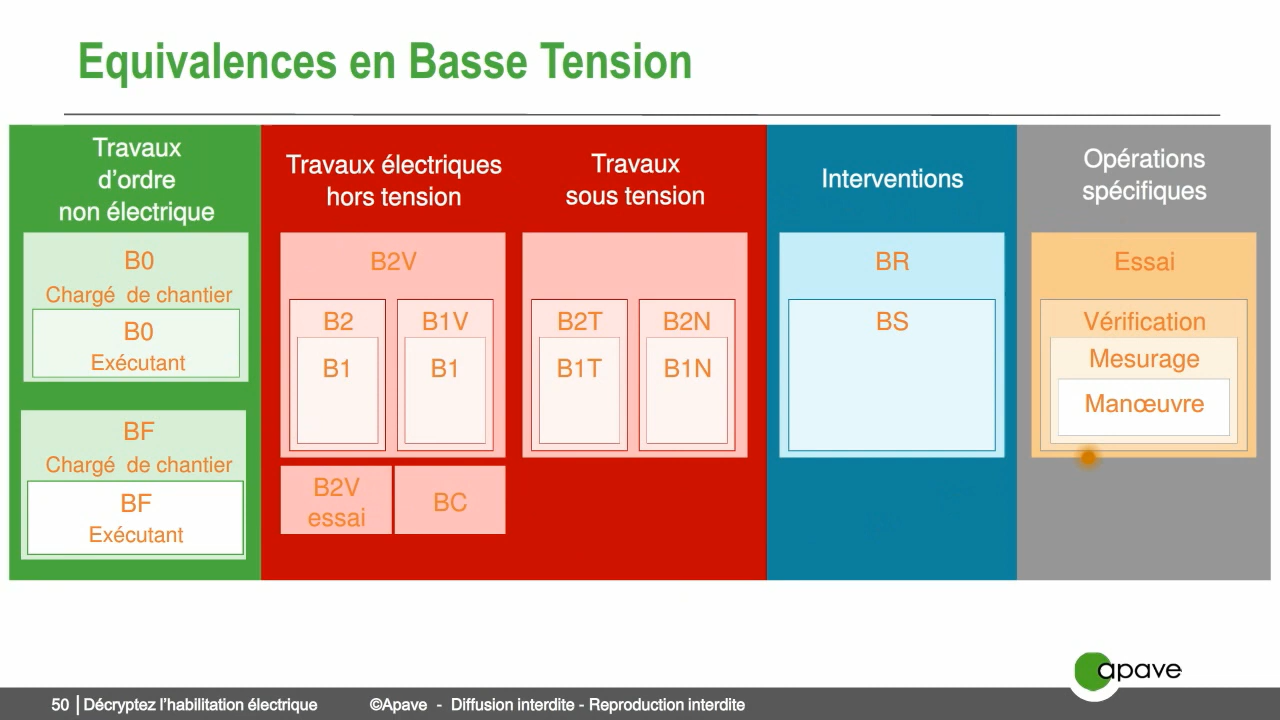 Equivalences en Basse Tension
Travaux
d'ordre
non électrique
B0
Chargé de chantier
B0
Exécutant
BF
Chargé de chantier
BF
Exécutant
Travaux électriques
hors tension
B2V
B2
B1
B1V
B1
B2V
essai
BC
Travaux
sous tension
B2T
B1T
B2N
B1N
Interventions
BR
BS
Opérations
spécifiques
Essai
Vérification
Mesurage
Manœuvre
apave
50 Décryptez l'habilitation électrique ©Apave - Diffusion interdite - Reproduction interdite